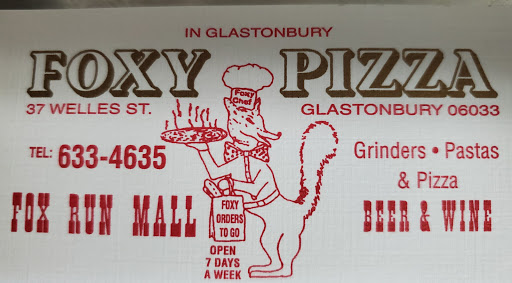 IN GLASTONBURY
FOXY PIZZA
37 WELLES ST. GLASTONBURY 06033
Foxy
Chef
TEL: 633-4635
Grinders • Pastas
& Pizza
FOX RUN MALL
BEER & WINE
FOXY
ORDERS
TO GO
OPEN
7 DAYS
A WEEK